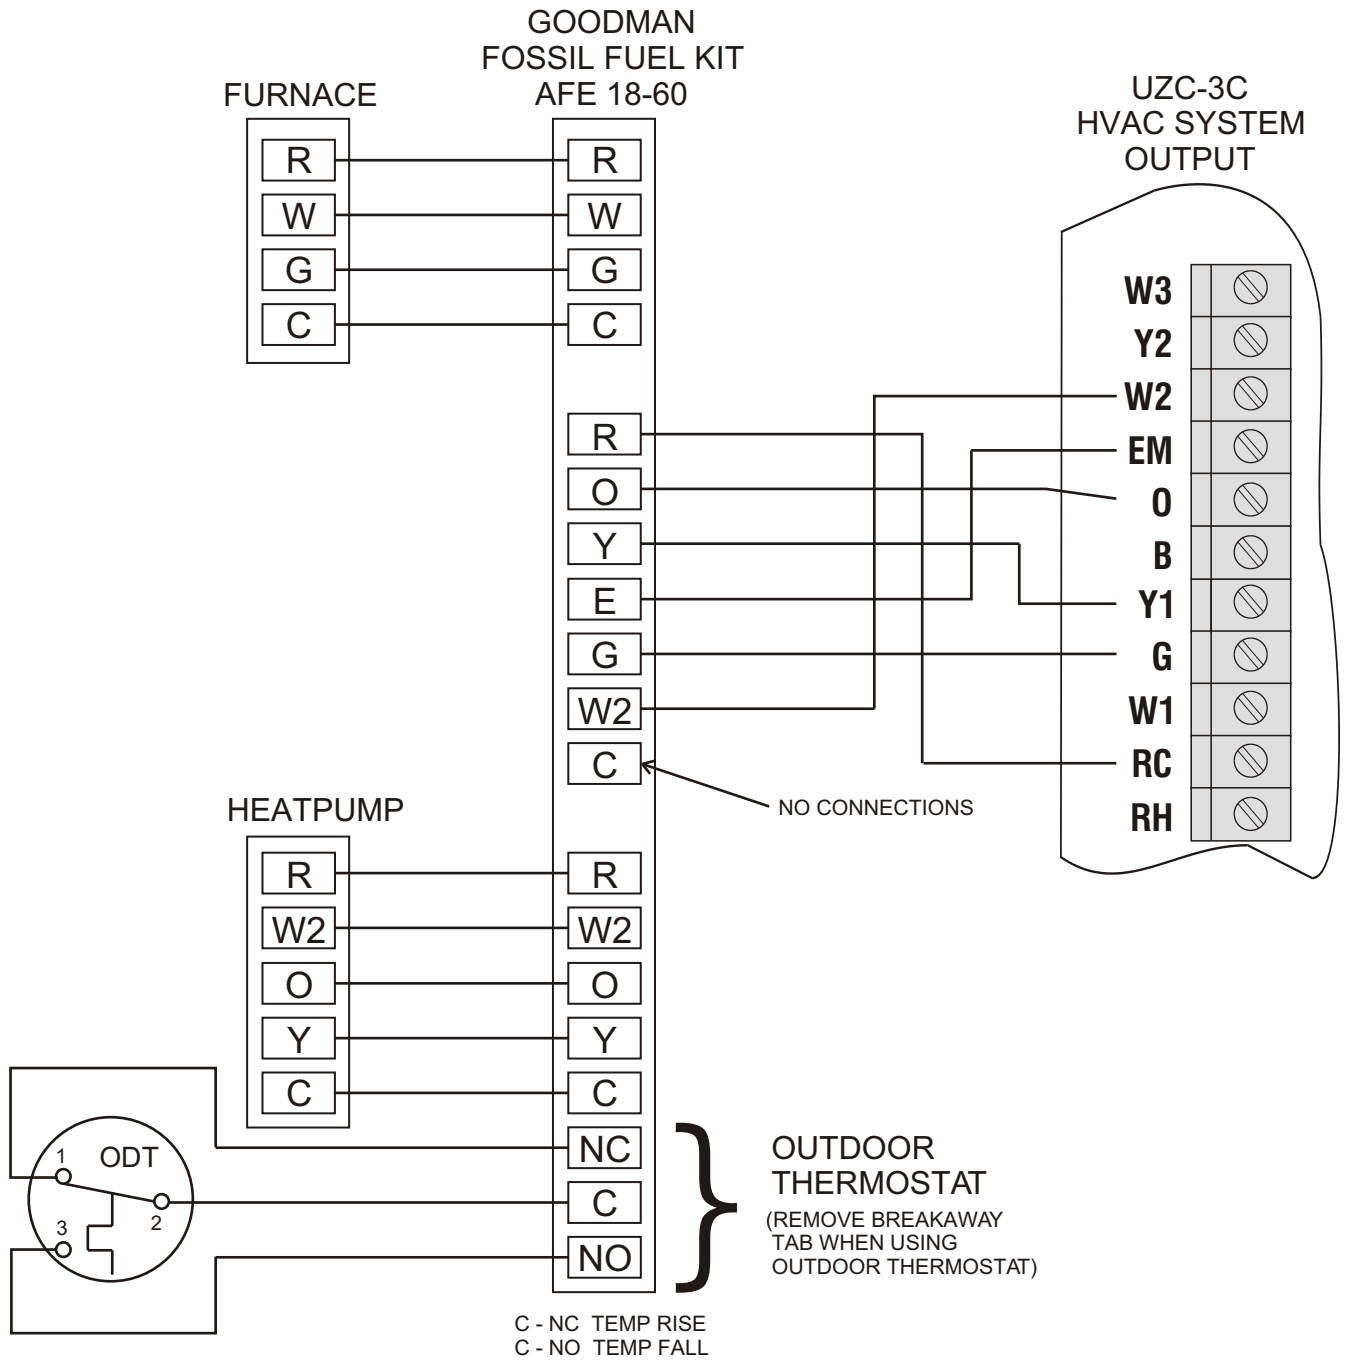 GOODMAN
FOSSIL FUEL KIT
AFE 18-60
FURNACE
R
W
G
C
R
W
G
C
R
O
Y
E
G
W2
C
NO CONNECTIONS
UZC-3C
HVAC SYSTEM
OUTPUT
W3
Y2
W2
EM
O
B
Y1
G
W1
RC
RH
HEATPUMP
R
W2
O
Y
C
R
W2
O
Y
C
NC
C
NO
ODT
1
2
3
OUTDOOR
THERMOSTAT
(REMOVE BREAKAWAY
TAB WHEN USING
OUTDOOR THERMOSTAT)
C - NC TEMP RISE
C - NO TEMP FALL